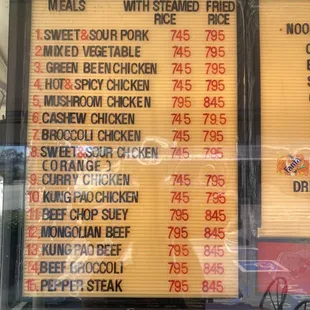 MEALS WITH STEAMED FRIED
RICE RICE
1. SWEET&SOUR PORK 745 795
2. MIXED VEGETABLE 745 795
3. GREEN BEEN CHICKEN 745 795
4. HOT&SPICY CHICKEN 745 795
5. MUSHROOM CHICKEN 795 845
6. CASHEW CHICKEN 745 79.5
7. BROCCOLI CHICKEN 745 795
8. SWEET&SOUR CHICKEN 745 795
(ORANGE)
9. CURRY CHICKEN 745 795
10 KUNG PAO CHICKEN 745 795
11. BEEF CHOP SUEY 795 845
12. MONGOLIAN BEEF 795 845
13. KUNG PAO BEEF 795 845
14. BEEF BROCCOLI 795 845
15. PEPPER STEAK 795 845
Fanta